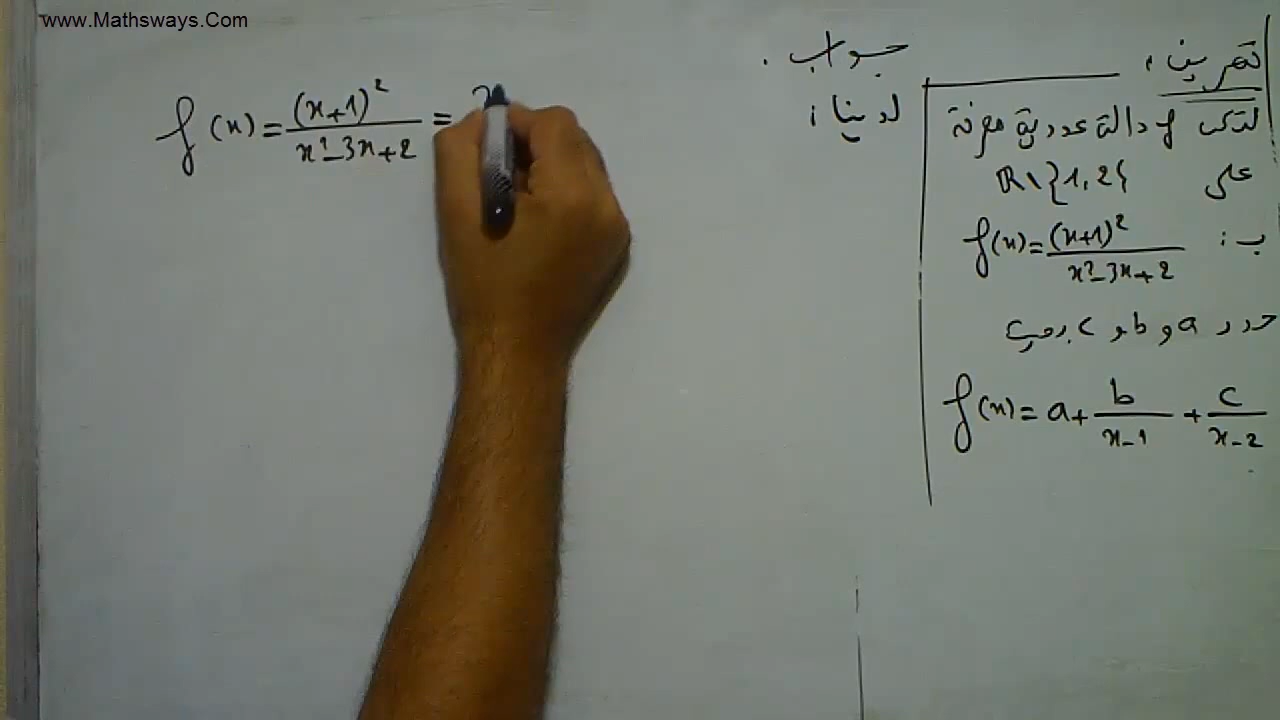 www.Mathsways.Com
تمرين:
لتكن f دالة عددية معرفة
على R\{1,2}
ب: f(x)=(x+1)²/(x²-3x+2)
حدد a و b و c بحيث
f(x)=a+b/(x-1)+c/(x-2)
جواب.
لدينا:
f(x)=(x+1)²/(x²-3x+2)=